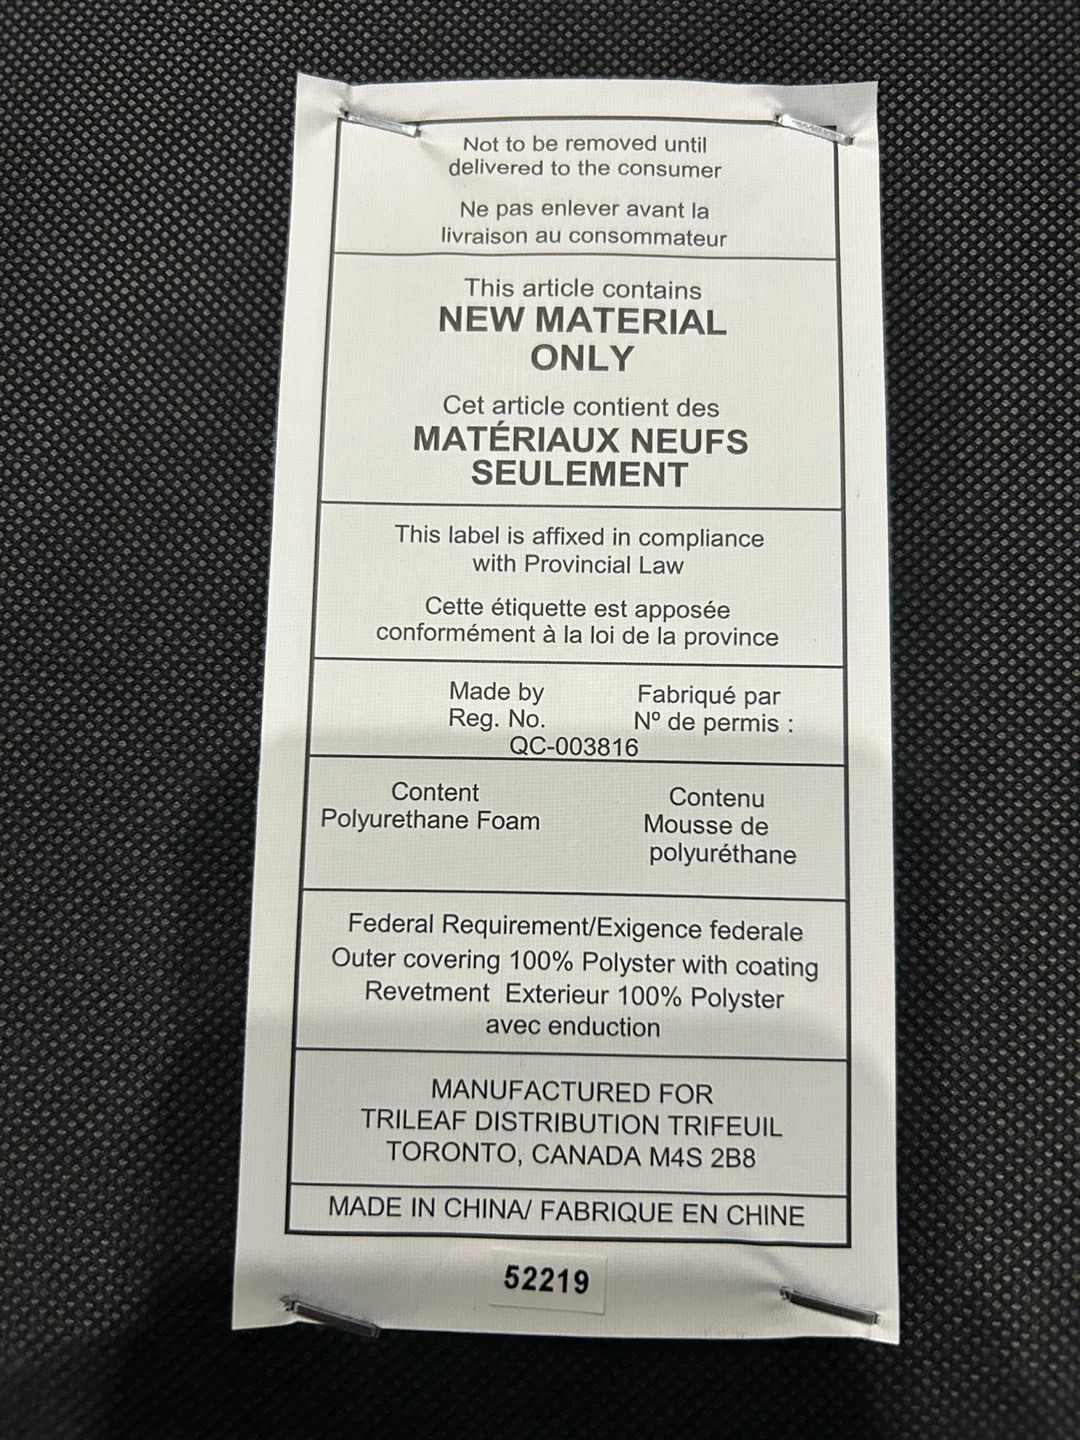 Not to be removed until
delivered to the consumer
Ne pas enlever avant la
livraison au consommateur
This article contains
NEW MATERIAL
ONLY
Cet article contient des
MATÉRIAUX NEUFS
SEULEMENT
This label is affixed in compliance
with Provincial Law
Cette étiquette est apposée
conformément à la loi de la province
Made by
Reg. No.
Fabriqué par
Nº de permis :
QC-003816
Content
Polyurethane Foam
Contenu
Mousse de
polyuréthane
Federal Requirement/Exigence federale
Outer covering 100% Polyster with coating
Revetment Exterieur 100% Polyster
avec enduction
MANUFACTURED FOR
TRILEAF DISTRIBUTION TRIFEUIL
TORONTO, CANADA M4S 2B8
MADE IN CHINA/ FABRIQUE EN CHINE
52219